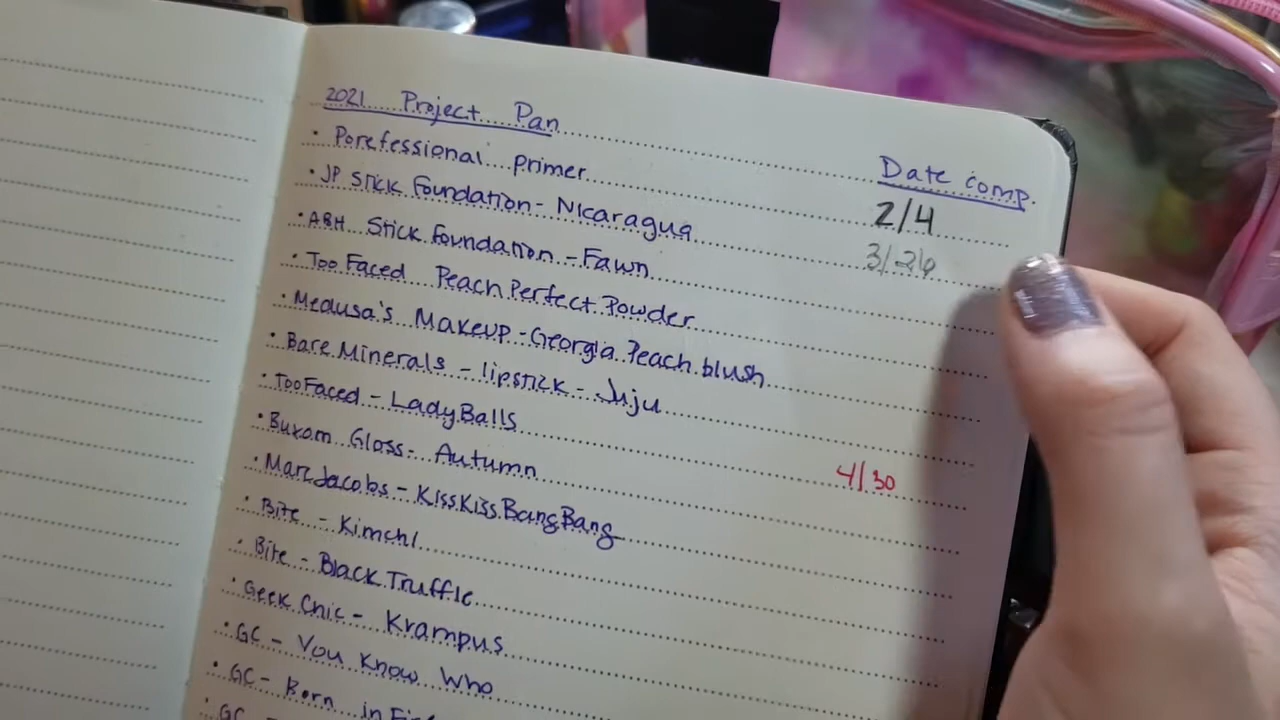 2021 Project Pan Date comp.
• Porefessional primer 2/4
• JP stick foundation - Nicaragua 3/26
• ABH Stick Foundation - Fawn
• Too Faced Peach Perfect Powder
• Medusa's Makeup - Georgia Peach blush
• Bare Minerals - lipstick - Juju
• Too Faced - Lady Balls 4/30
• Buxom Gloss - Autumn
• Marc Jacobs - Kiss Kiss Bang Bang
• Bite - Kimchi
• Bite - Black Truffle
• Geek Chic - Krampus
• GC - You Know Who
• GC - Born in
• GC -